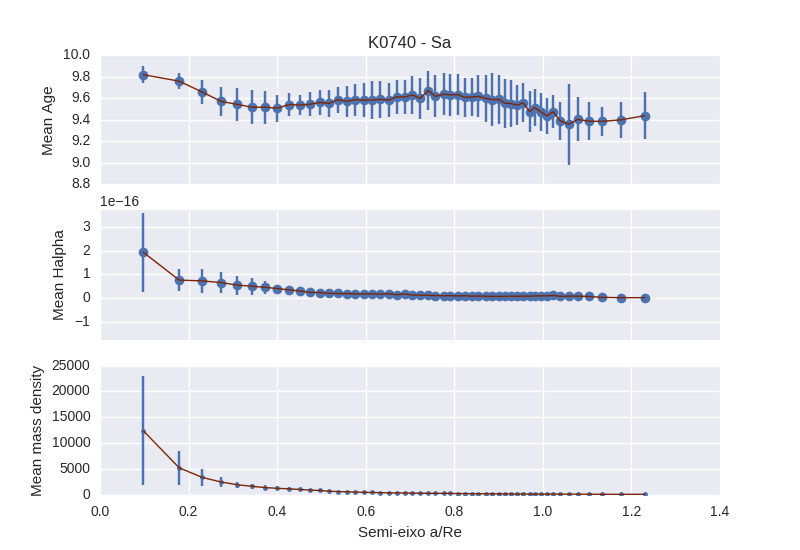 K0740 - Sa
Mean Age
10.0
9.8
9.6
9.4
9.2
9.0
8.8
1e−16
Mean Halpha
3
2
1
0
−1
Mean mass density
25000
20000
15000
10000
5000
0
0.0 0.2 0.4 0.6 0.8 1.0 1.2 1.4
Semi-eixo a/Re